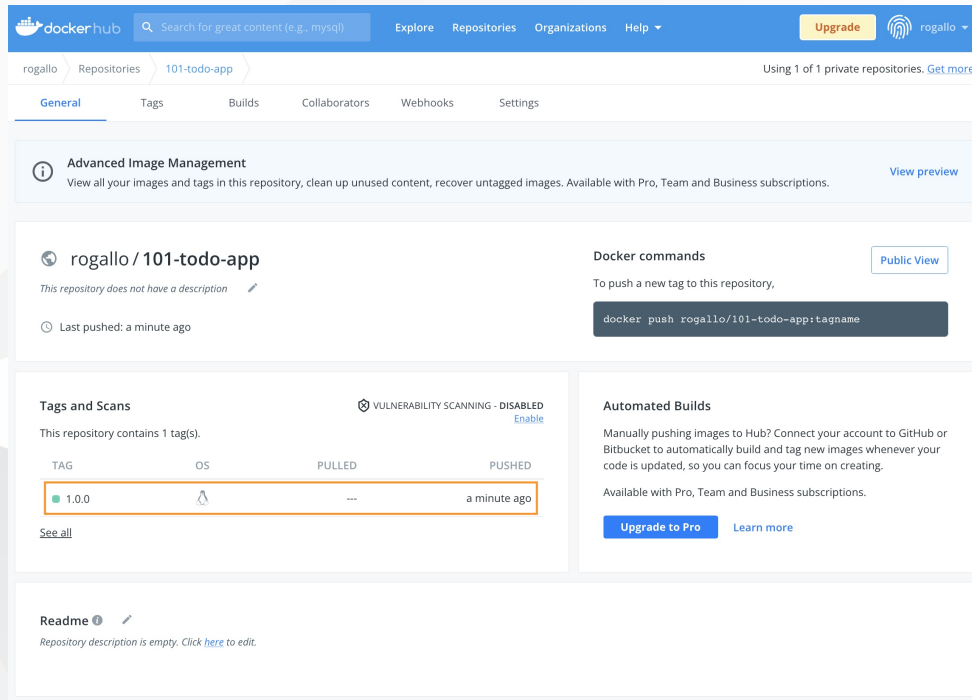 dockerhub Search for great content (e.g., mysql) Explore Repositories Organizations Help Upgrade rogallo
rogallo Repositories 101-todo-app Using 1 of 1 private repositories. Get more
General Tags Builds Collaborators Webhooks Settings
Advanced Image Management
View all your images and tags in this repository, clean up unused content, recover untagged images. Available with Pro, Team and Business subscriptions.
View preview
rogallo / 101-todo-app
This repository does not have a description
Last pushed: a minute ago
Docker commands
Public View
To push a new tag to this repository,
docker push rogallo/101-todo-app:tagname
Tags and Scans
VULNERABILITY SCANNING - DISABLED
Enable
This repository contains 1 tag(s).
TAG OS PULLED PUSHED
1.0.0 --- a minute ago
See all
Automated Builds
Manually pushing images to Hub? Connect your account to GitHub or
Bitbucket to automatically build and tag new images whenever your
code is updated, so you can focus your time on creating.
Available with Pro, Team and Business subscriptions.
Upgrade to Pro Learn more
Readme
Repository description is empty. Click here to edit.